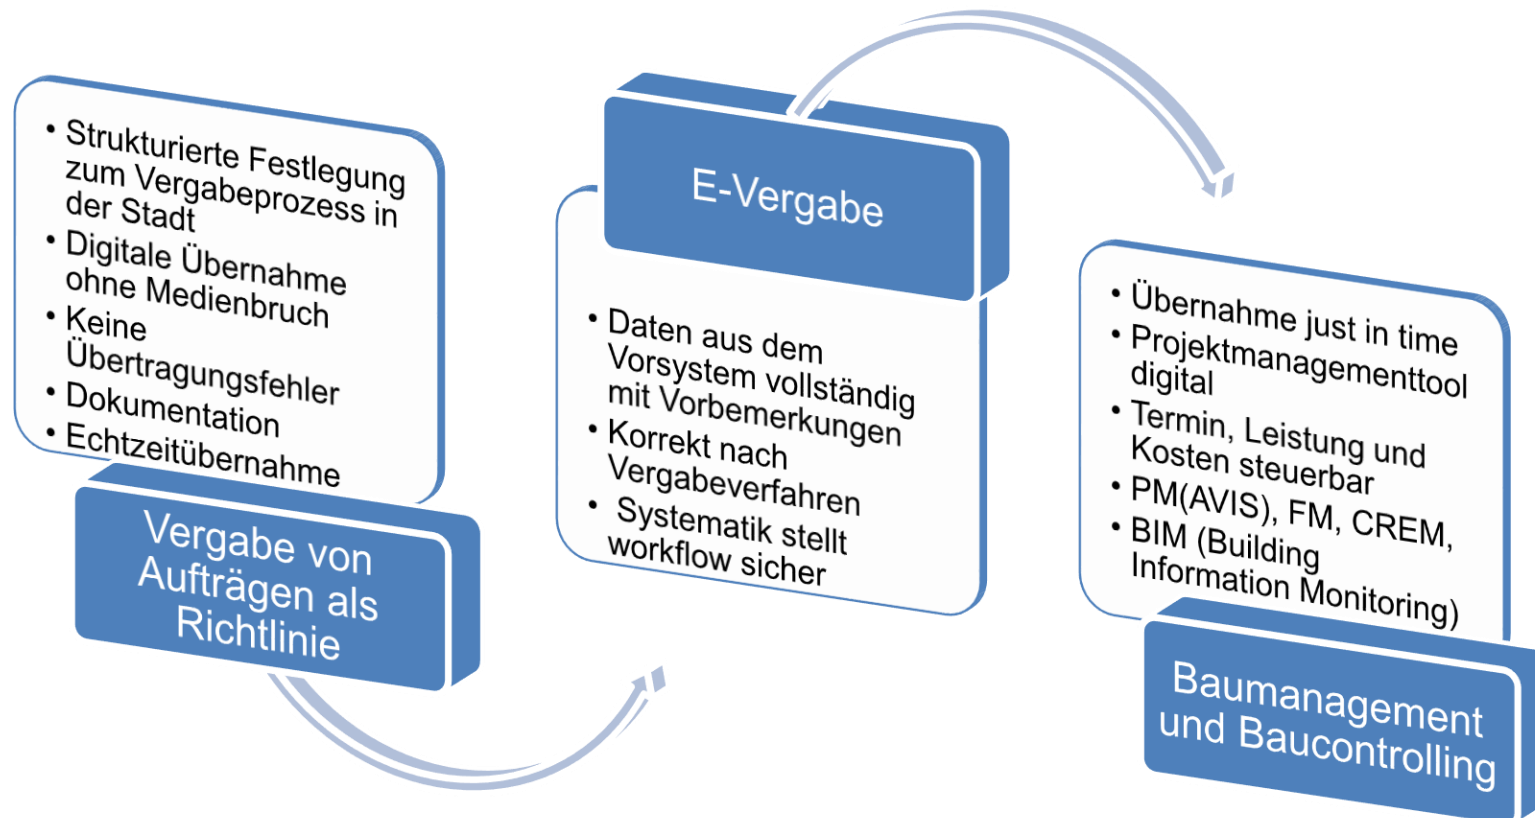 • Strukturierte Festlegung
zum Vergabeprozess in
der Stadt
• Digitale Übernahme
ohne Medienbruch
• Keine
Übertragungsfehler
• Dokumentation
• Echtzeitübernahme
Vergabe von
Aufträgen als
Richtlinie
E-Vergabe
• Daten aus dem
Vorsystem vollständig
mit Vorbemerkungen
• Korrekt nach
Vergabeverfahren
• Systematik stellt
workflow sicher
• Übernahme just in time
• Projektmanagementtool
digital
• Termin, Leistung und
Kosten steuerbar
• PM(AVIS), FM, CREM,
• BIM (Building
Information Monitoring)
Baumanagement
und Baucontrolling